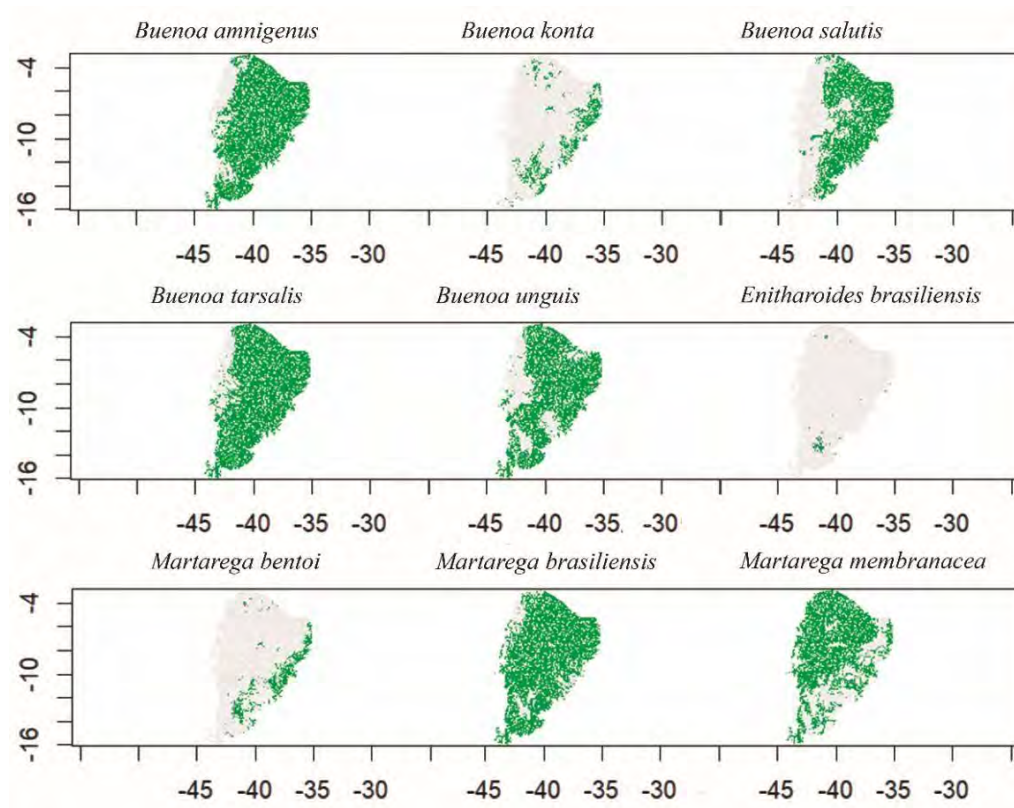 Buenoa amnigenus Buenoa konta Buenoa salutis
-4
-10
-16
-45 -40 -35 -30 -45 -40 -35 -30 -45 -40 -35 -30
Buenoa tarsalis Buenoa unguis Enitharoides brasiliensis
-4
-10
-16
-45 -40 -35 -30 -45 -40 -35 -30 -45 -40 -35 -30
Martarega bentoi Martarega brasiliensis Martarega membranacea
-4
-10
-16
-45 -40 -35 -30 -45 -40 -35 -30 -45 -40 -35 -30